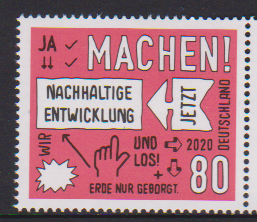 JA MACHEN!
NACHHALTIGE
ENTWICKLUNG
JETZT
DEUTSCHLAND
WIR
UND
LOS!
2020
80
ERDE NUR GEBORGT.